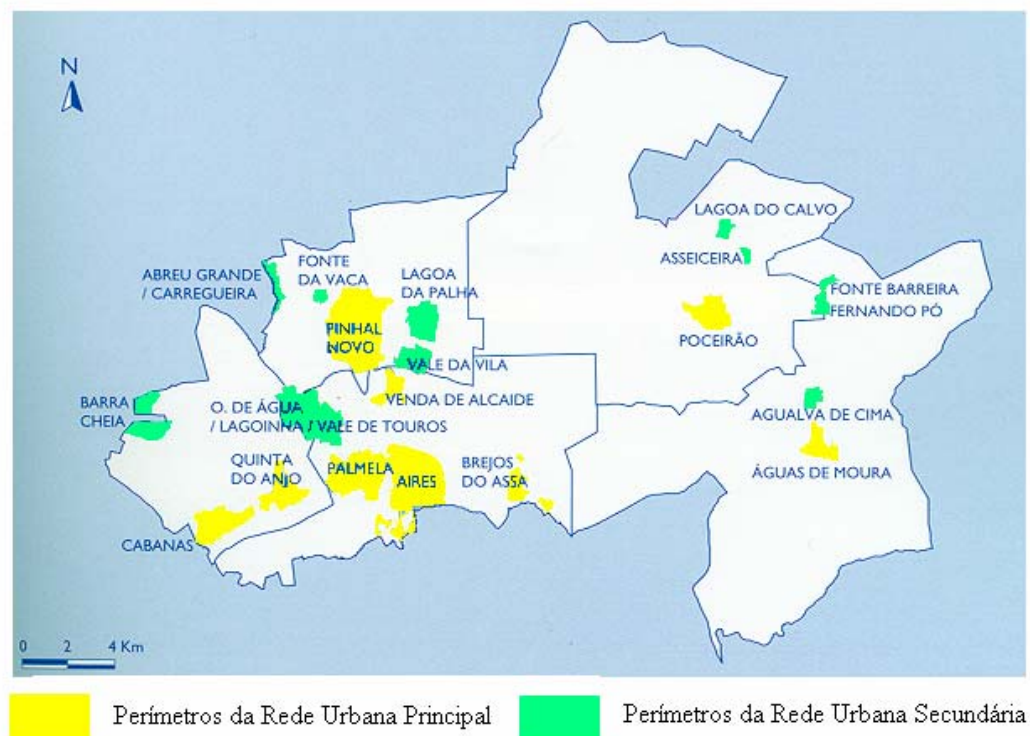 N
LAGOA DO CALVO
ASSEICEIRA
ABREU GRANDE
/ CARREGUEIRA
FONTE
DA VACA
LAGOA
DA PALHA
FONTE BARREIRA
FERNANDO PÓ
PINHAL
NOVO
POCEIRÃO
VALE DA VILA
BARRA
CHEIA
O. DE ÁGUA
/ LAGOINHA / VALE DE TOUROS
VENDA DE ALCAIDE
AGUALVA DE CIMA
QUINTA
DO ANJO
PALMELA
AIRES
BREJOS
DO ASSA
ÁGUAS DE MOURA
CABANAS
0 2 4 Km
Perímetros da Rede Urbana Principal
Perímetros da Rede Urbana Secundária